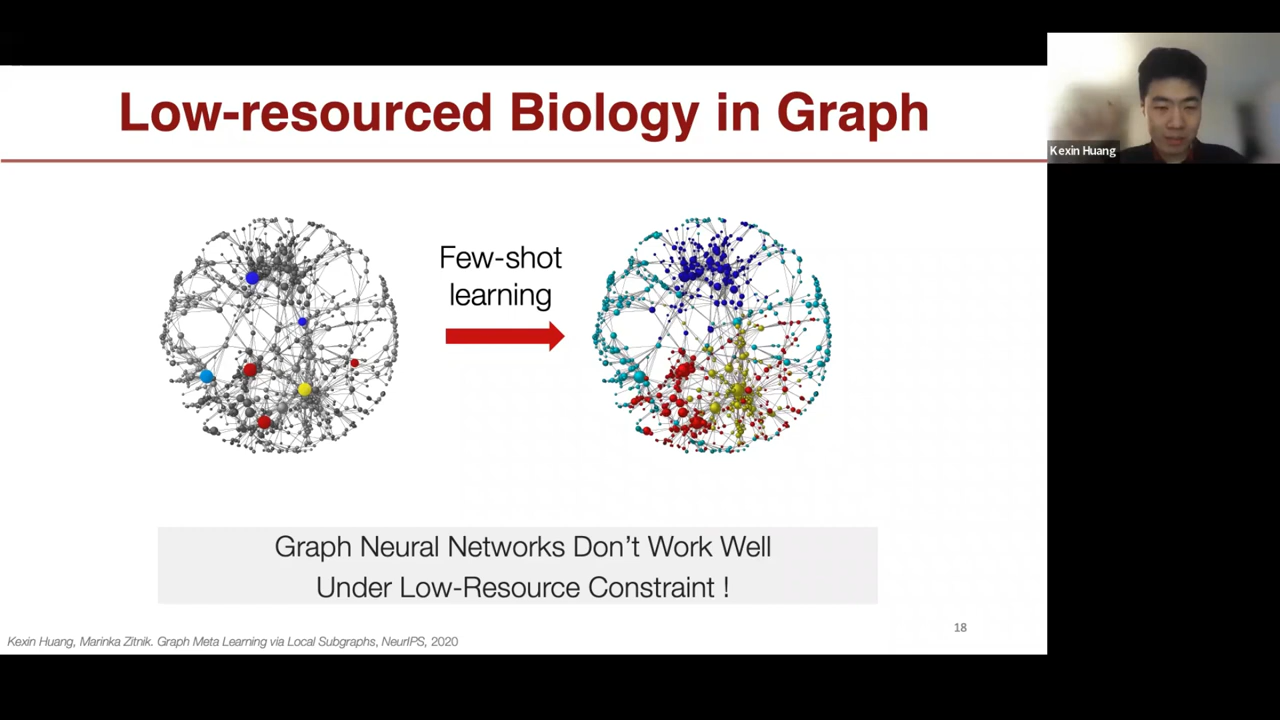 Low-resourced Biology in Graph
Kexin Huang
Few-shot
learning
Graph Neural Networks Don't Work Well
Under Low-Resource Constraint !
18
Kexin Huang, Marinka Zitnik. Graph Meta Learning via Local Subgraphs, NeurIPS, 2020